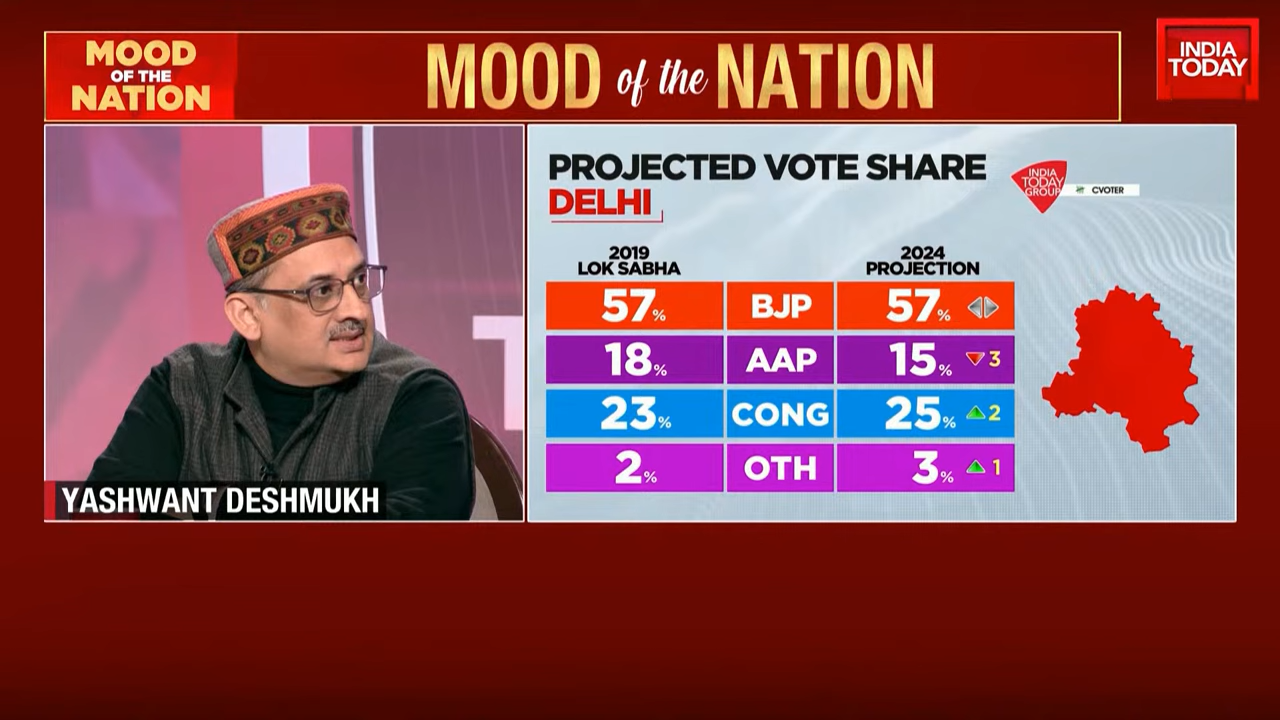 MOOD
OF THE
NATION
MOOD of the NATION
INDIA
TODAY
PROJECTED VOTE SHARE
DELHI
INDIA
TODAY
GROUP
CVOTER
2019
LOK SABHA
2024
PROJECTION
57% BJP 57%
18% AAP 15% 3
23% CONG 25% 2
2% OTH 3% 1
T
YASHWANT DESHMUKH